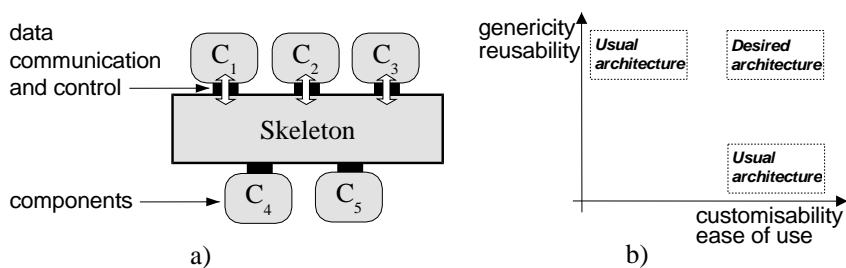 data
communication
and control
C1
C2
C3
Skeleton
components
C4
C5
a)
genericity
reusability
Usual
architecture
Desired
architecture
Usual
architecture
customisability
ease of use
b)